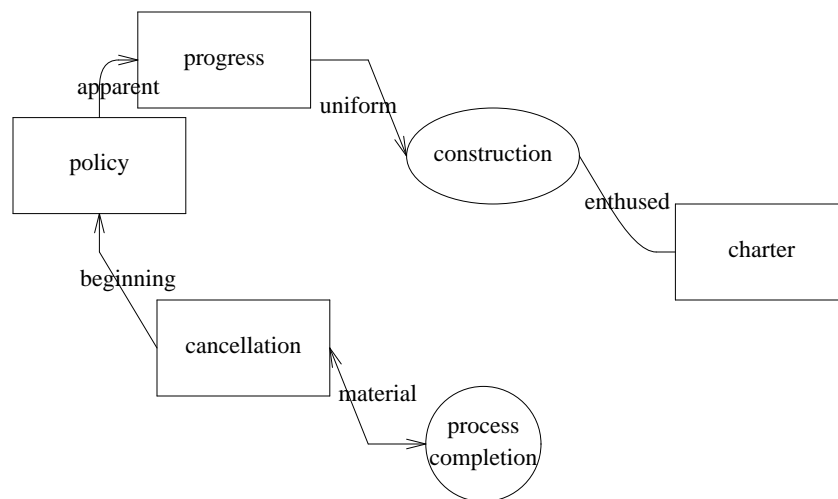 progress
apparent
uniform
construction
policy
enthused
charter
beginning
cancellation
material
process
completion